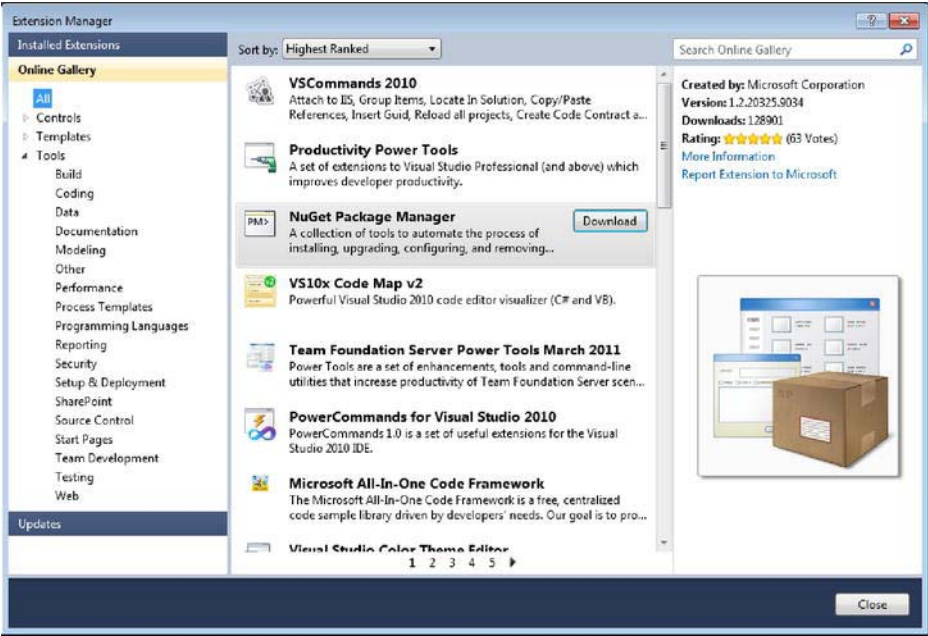 Extension Manager
Installed Extensions
Online Gallery
All
Controls
Templates
Tools
Build
Coding
Data
Documentation
Modeling
Other
Performance
Process Templates
Programming Languages
Reporting
Security
Setup & Deployment
SharePoint
Source Control
Start Pages
Team Development
Testing
Web
Updates
Sort by: Highest Ranked
VSCommands 2010
Attach to IIS, Group Items, Locate In Solution, Copy/Paste
References, Insert Guid, Reload all projects, Create Code Contract a...
Productivity Power Tools
A set of extensions to Visual Studio Professional (and above) which
improves developer productivity.
PM>
NuGet Package Manager
Download
A collection of tools to automate the process of
installing, upgrading, configuring, and removing...
VS10x Code Map v2
Powerful Visual Studio 2010 code editor visualizer (C# and VB).
Team Foundation Server Power Tools March 2011
Power Tools are a set of enhancements, tools and command-line
utilities that increase productivity of Team Foundation Server scen...
PowerCommands for Visual Studio 2010
PowerCommands 1.0 is a set of useful extensions for the Visual
Studio 2010 IDE.
Microsoft All-In-One Code Framework
The Microsoft All-In-One Code Framework is a free, centralized
code sample library driven by developers' needs. Our goal is to pro...
Visual Studio Color Theme Editor
1 2 3 4 5
Search Online Gallery
Created by: Microsoft Corporation
Version: 1.2.20325.9034
Downloads: 128901
Rating: (63 Votes)
More Information
Report Extension to Microsoft
Close